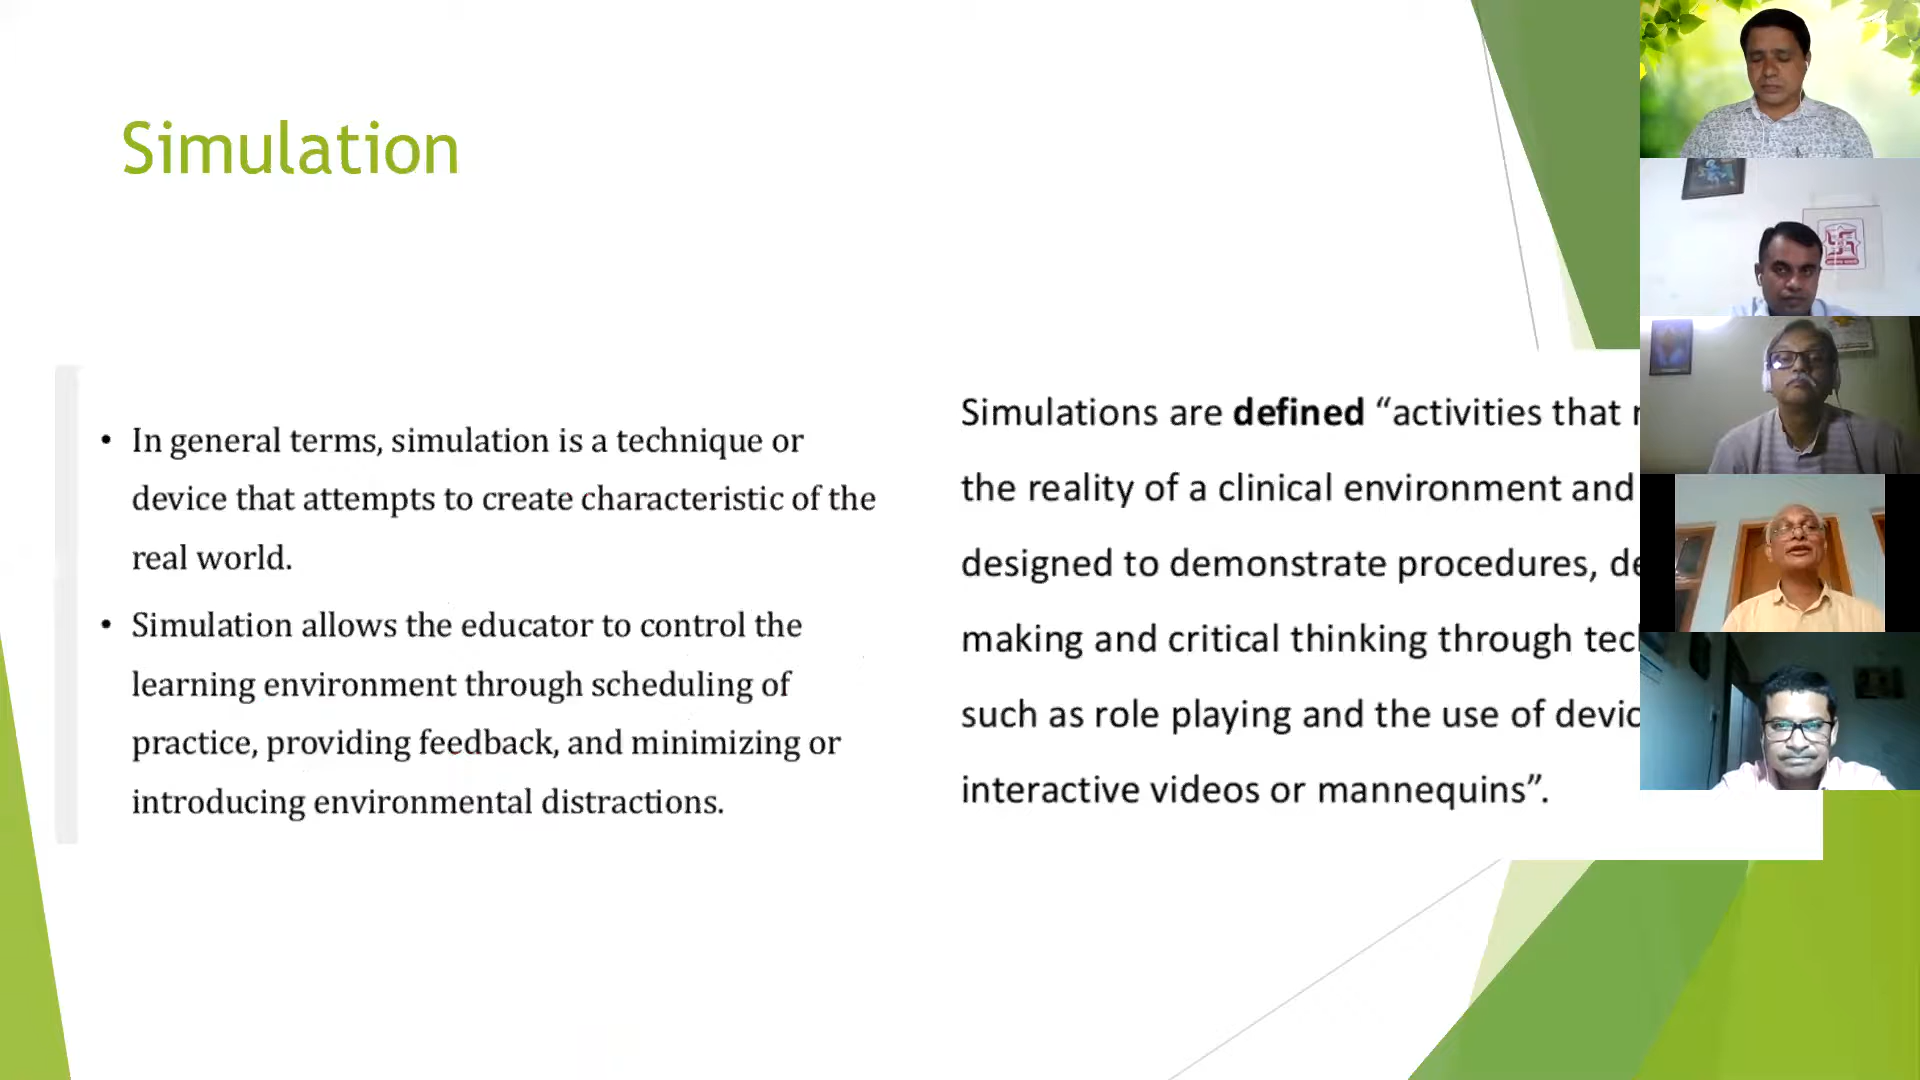 Simulation
• In general terms, simulation is a technique or
device that attempts to create characteristic of the
real world.
• Simulation allows the educator to control the
learning environment through scheduling of
practice, providing feedback, and minimizing or
introducing environmental distractions.
Simulations are defined “activities that
the reality of a clinical environment and
designed to demonstrate procedures,
making and critical thinking through
such as role playing and the use of
interactive videos or mannequins”.